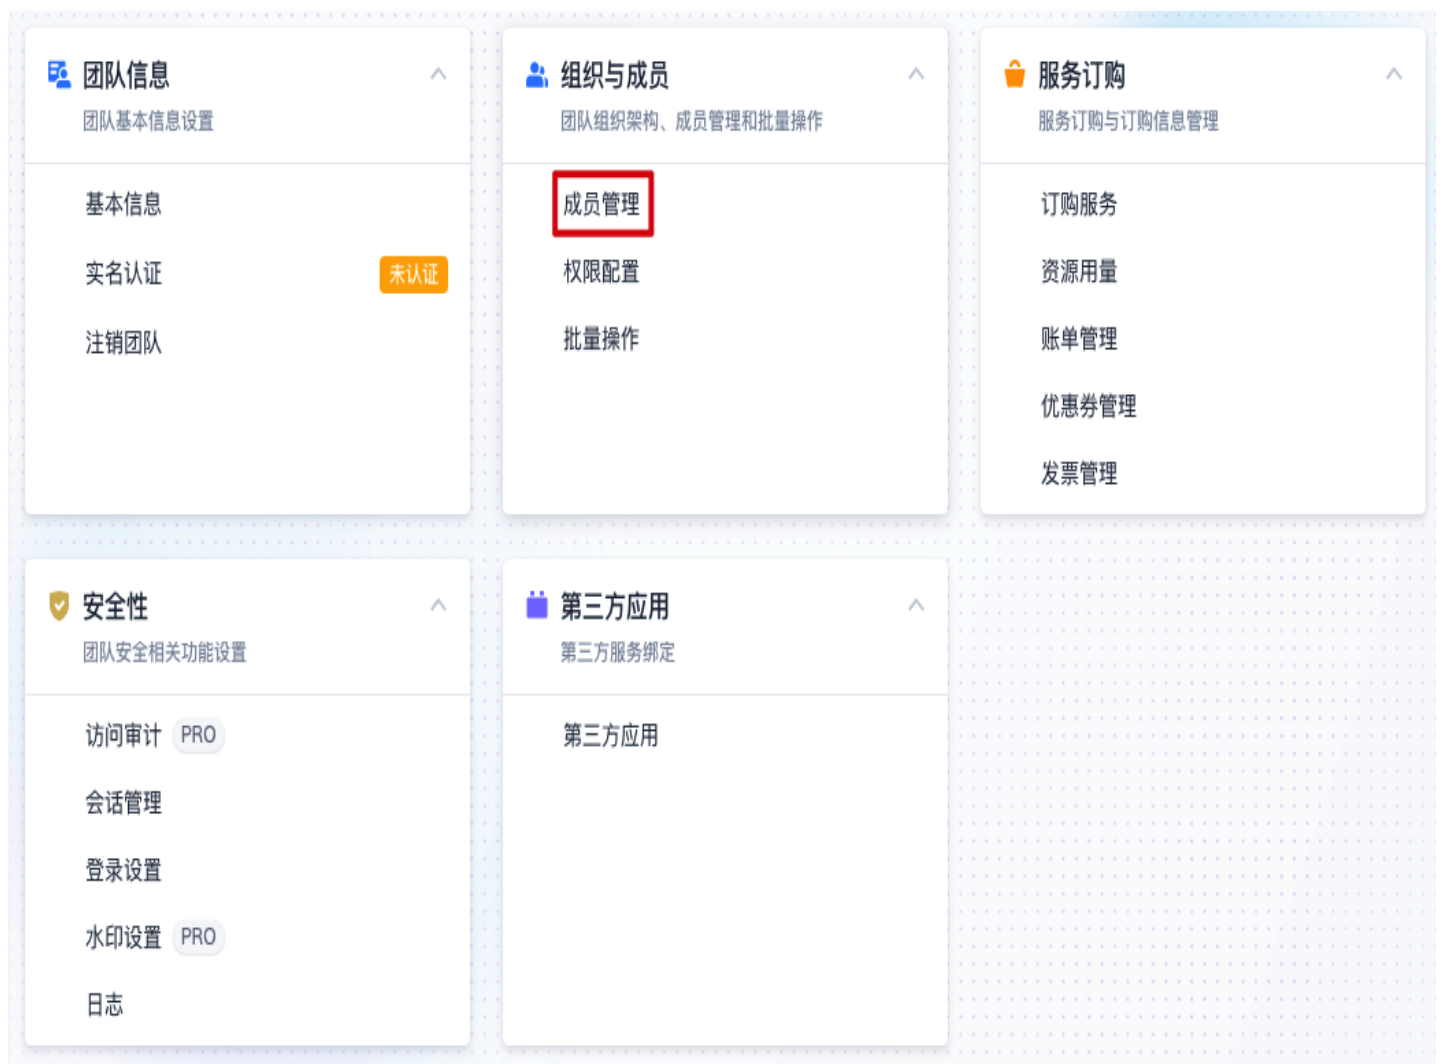 团队信息
团队基本信息设置
基本信息
实名认证 未认证
注销团队
组织与成员
团队组织架构、成员管理和批量操作
成员管理
权限配置
批量操作
服务订购
服务订购与订购信息管理
订购服务
资源用量
账单管理
优惠券管理
发票管理
安全性
团队安全相关功能设置
访问审计 PRO
会话管理
登录设置
水印设置 PRO
日志
第三方应用
第三方服务绑定
第三方应用